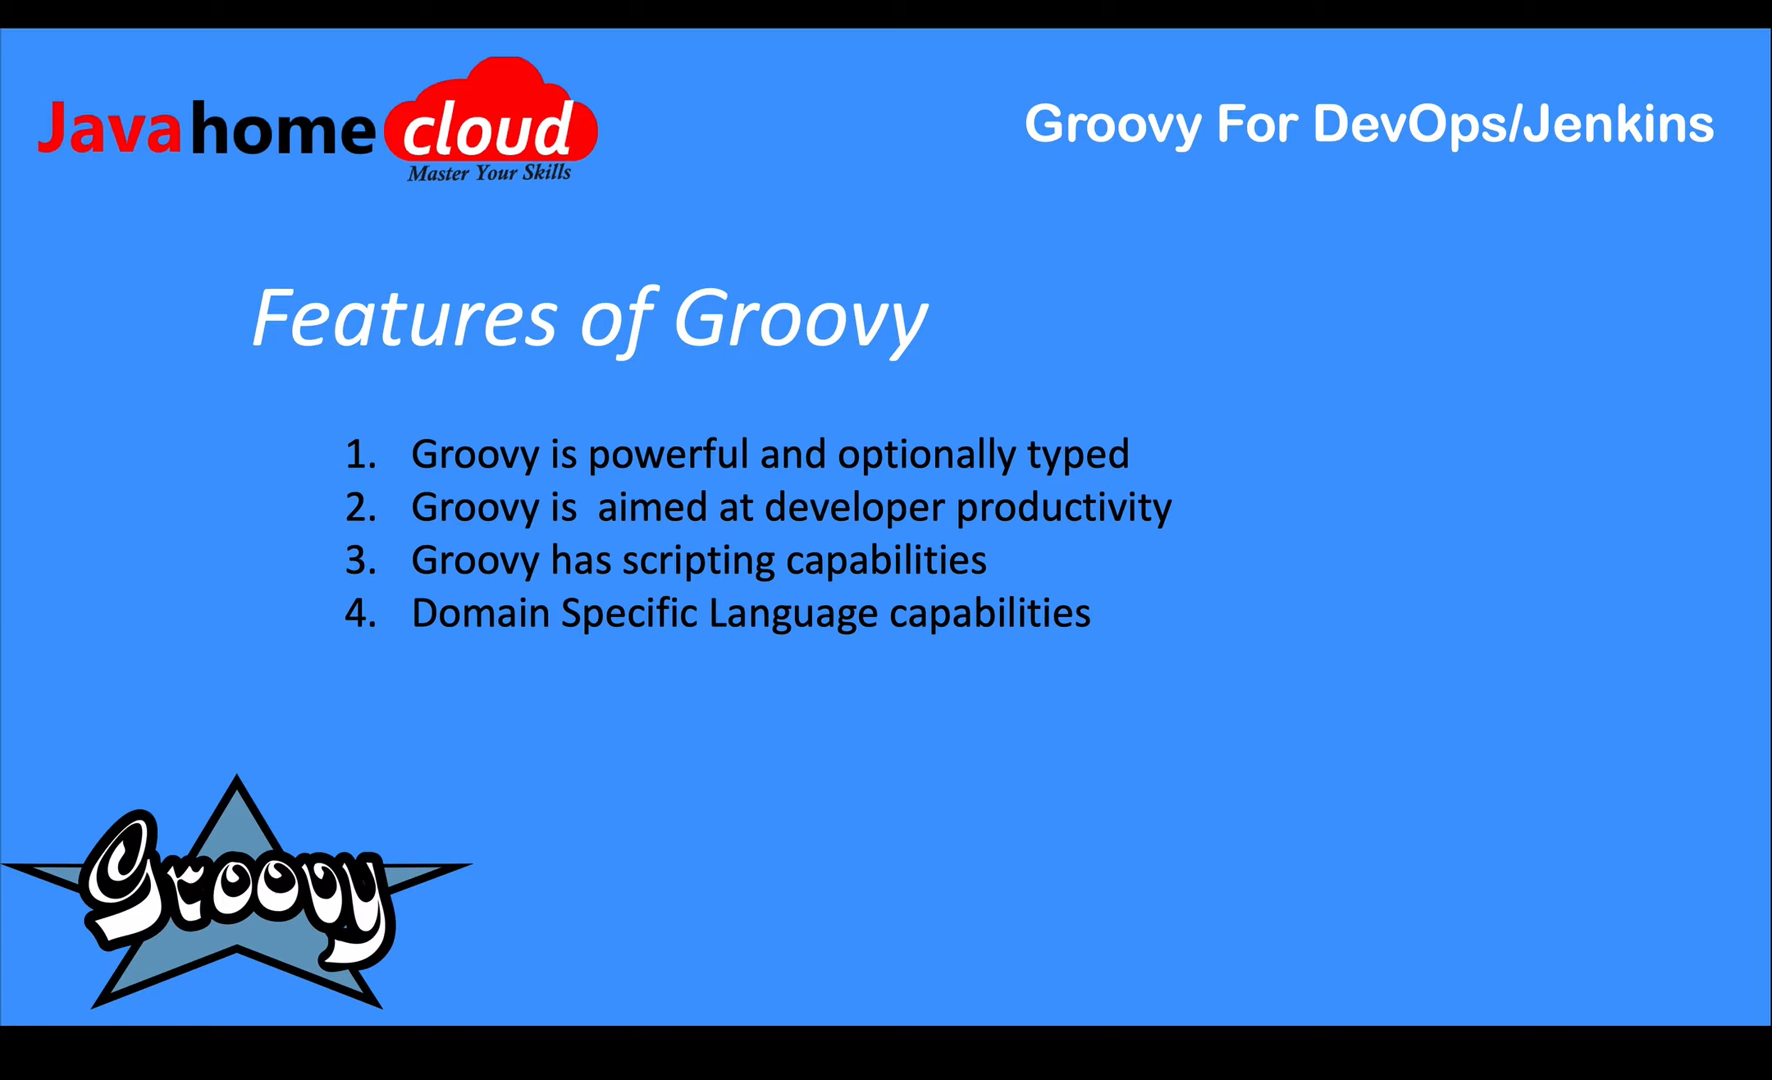 Javahome cloud
Master Your Skills
Groovy For DevOps/Jenkins
Features of Groovy
1. Groovy is powerful and optionally typed
2. Groovy is  aimed at developer productivity
3. Groovy has scripting capabilities
4. Domain Specific Language capabilities
Groovy